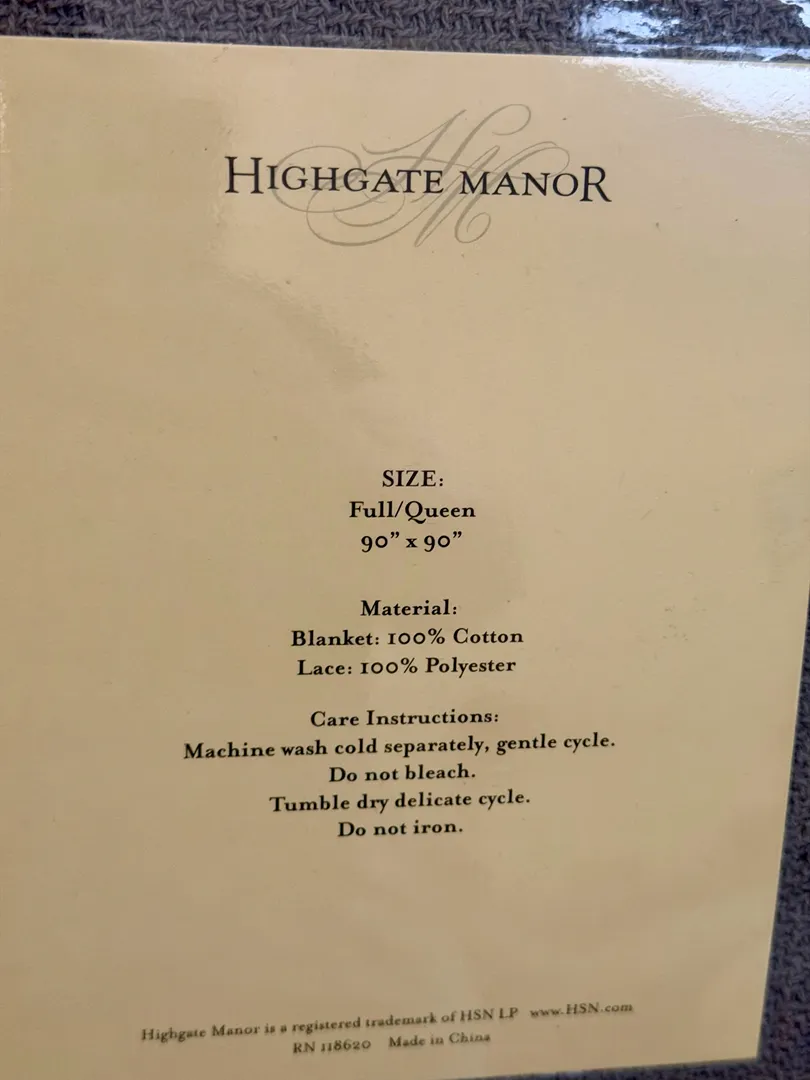 HIGHGATE MANOR
SIZE:
Full/Queen
90” x 90”
Material:
Blanket: 100% Cotton
Lace: 100% Polyester
Care Instructions:
Machine wash cold separately, gentle cycle.
Do not bleach.
Tumble dry delicate cycle.
Do not iron.
Highgate Manor is a registered trademark of HSN LP www.HSN.com
RN 118620 Made in China